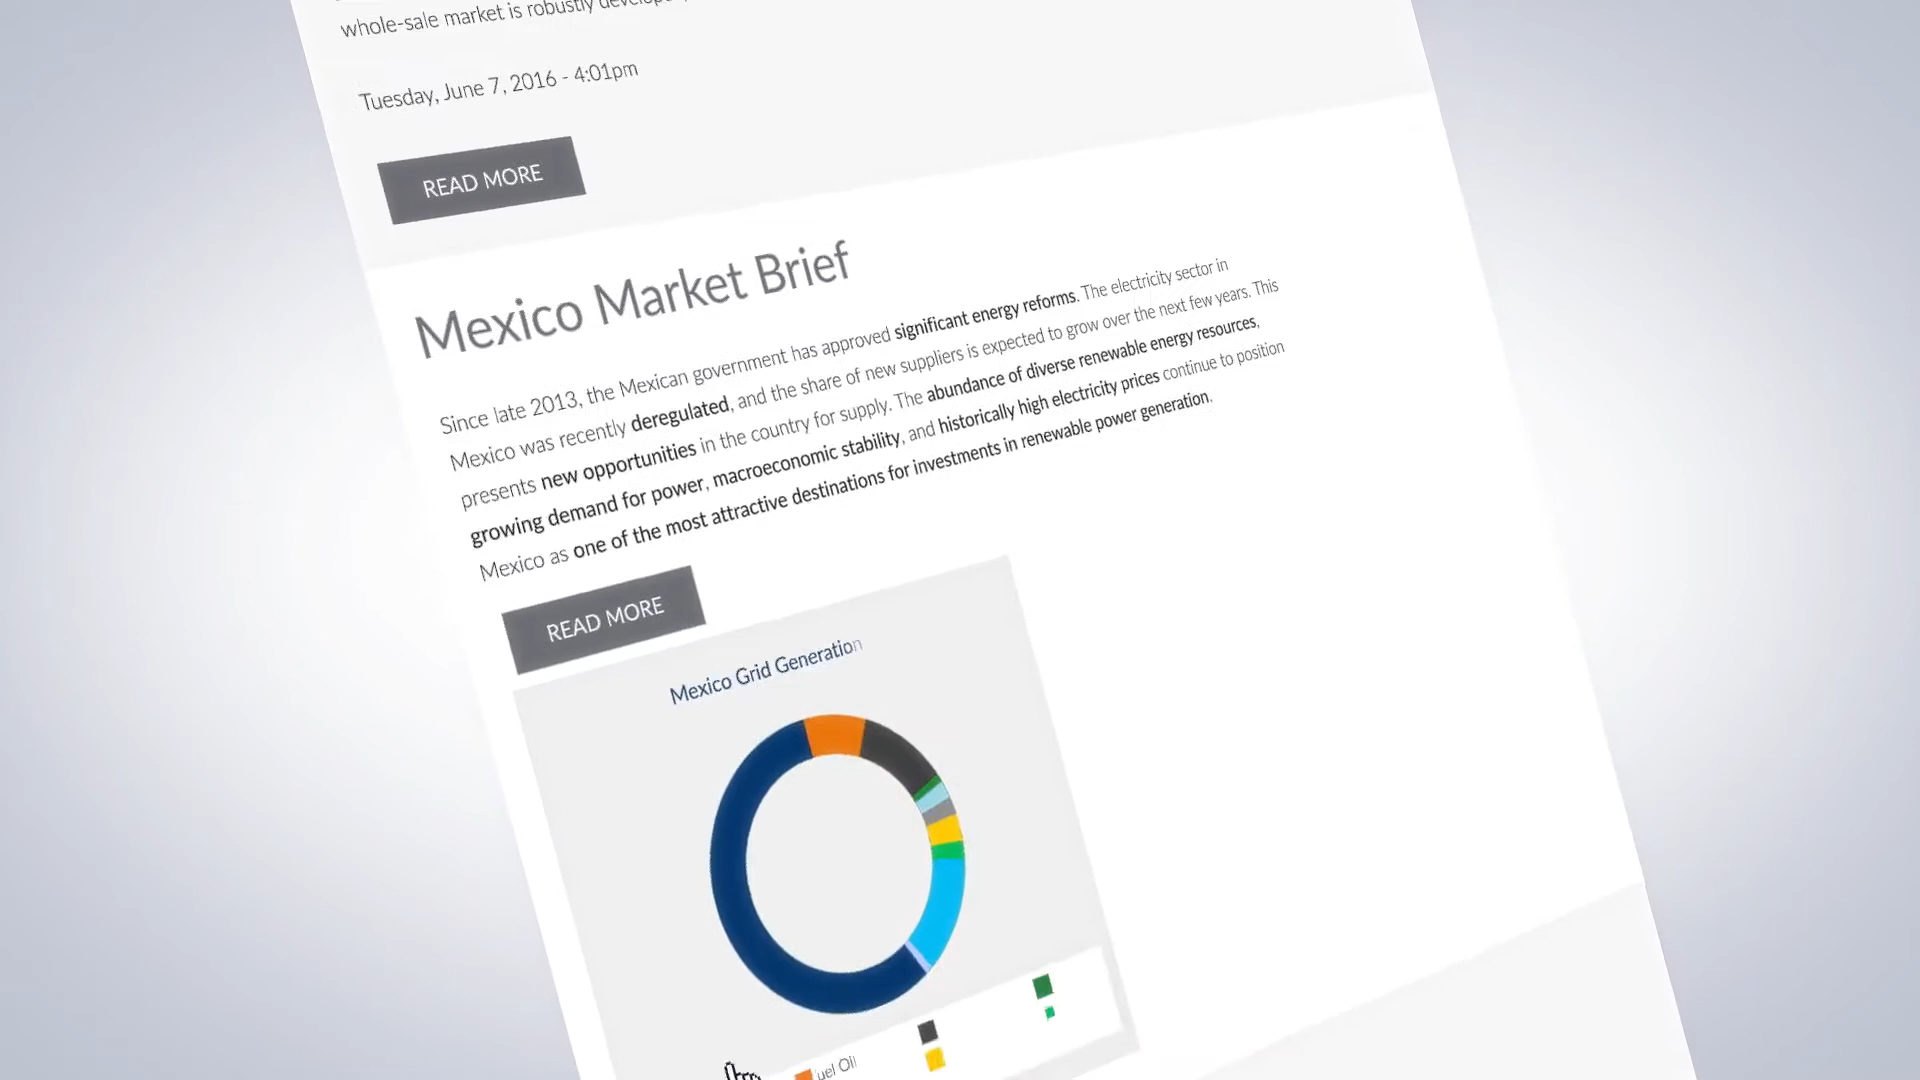 whole-sale market is robustly
Tuesday, June 7, 2016 - 4:01pm
READ MORE
Mexico Market Brief
Since late 2013, the Mexican government has approved significant energy reforms. The electricity sector in
Mexico was recently deregulated, and the share of new suppliers is expected to grow over the next few years. This
presents new opportunities in the country for supply. The abundance of diverse renewable energy resources,
growing demand for power, macroeconomic stability, and historically high electricity prices continue to position
Mexico as one of the most attractive destinations for investments in renewable power generation.
READ MORE
Mexico Grid Generation
uel Oil